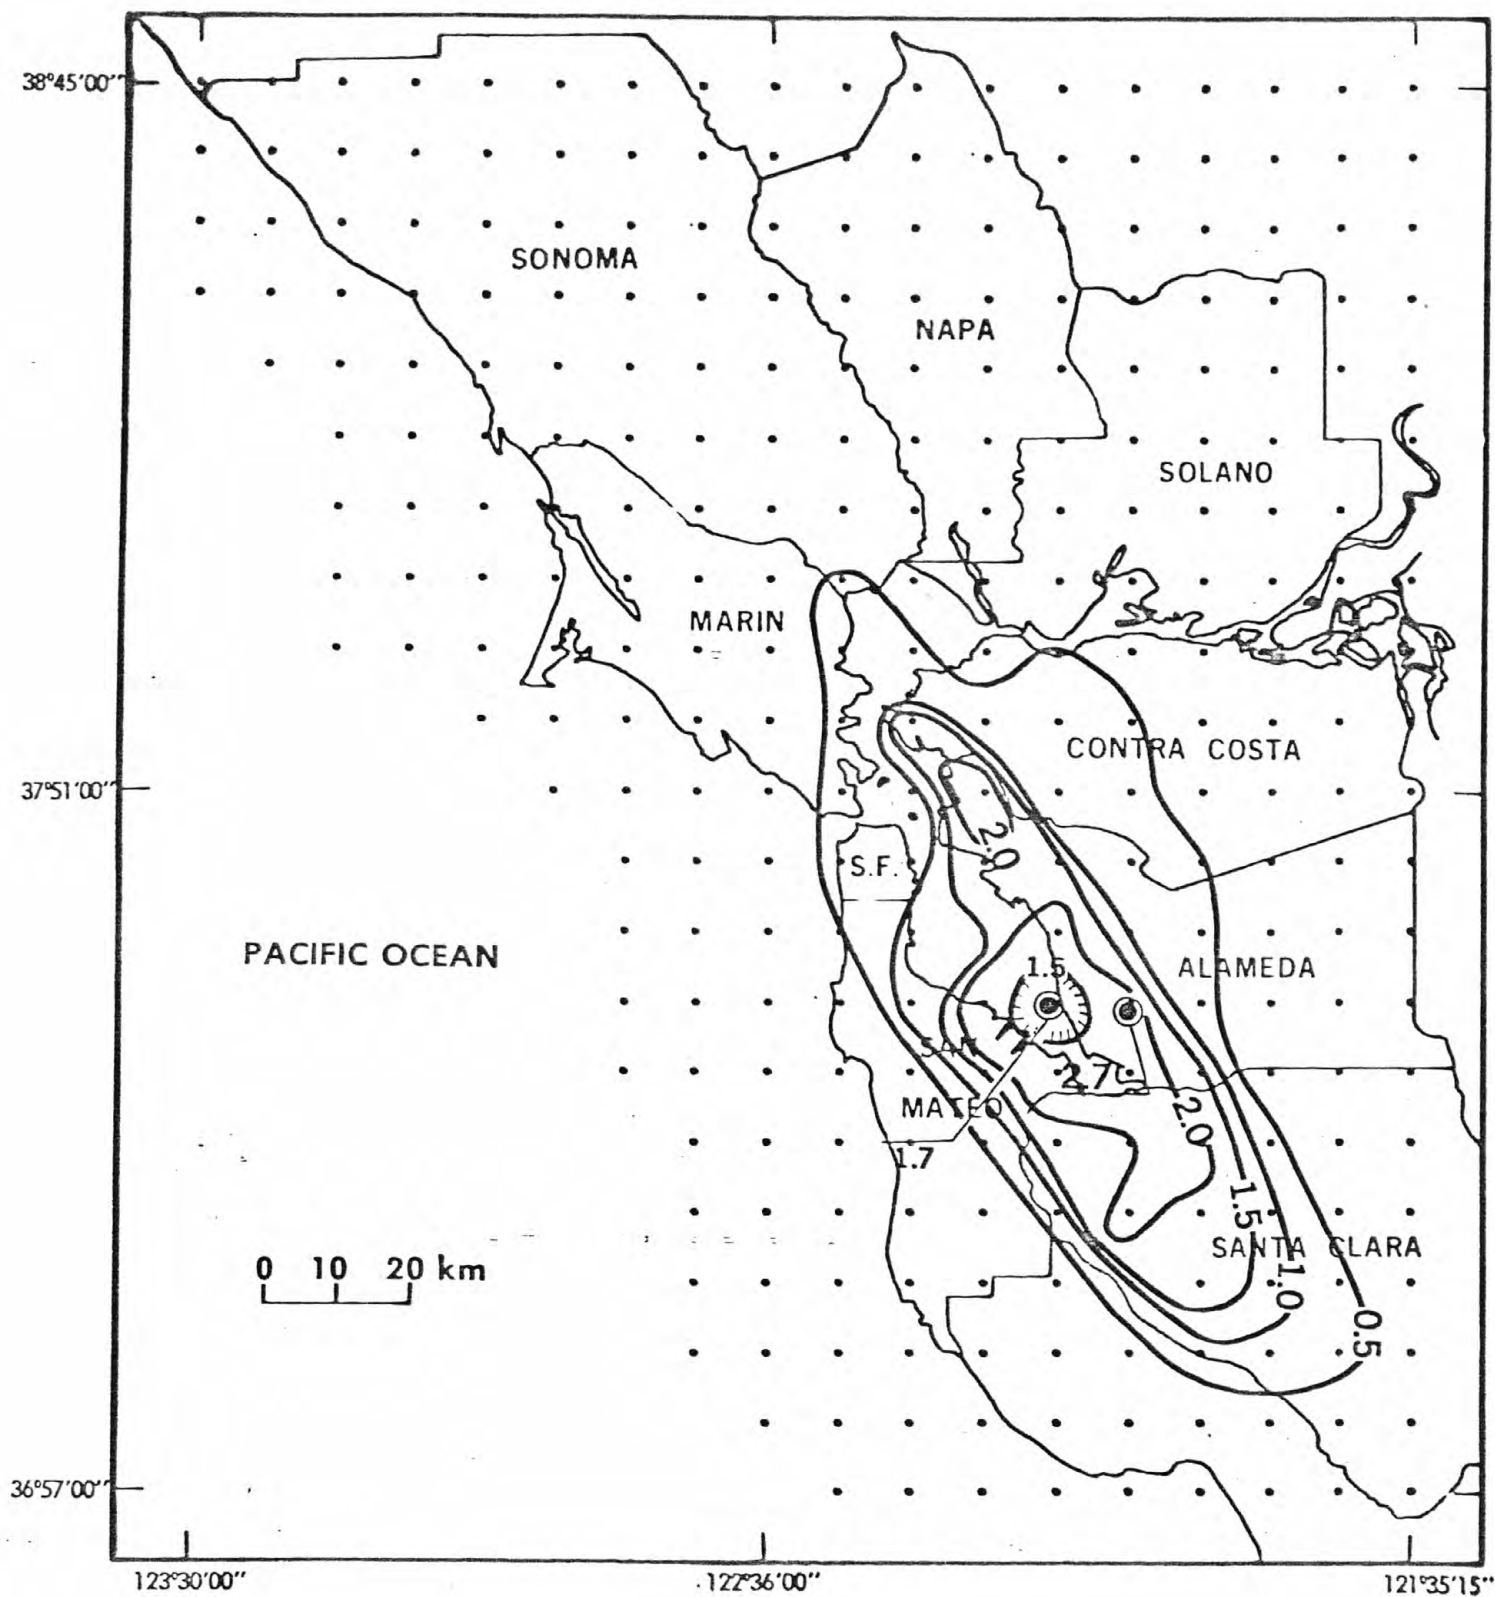 38°45'00"
SONOMA
NAPA
SOLANO
MARIN
CONTRA COSTA
37°51'00"
2.0
S.F.
PACIFIC OCEAN
ALAMEDA
1.5
SAN
2.7
MATEO
2.0
1.7
1.5
SANTA CLARA
0 10 20 km
1.0
0.5
36°57'00"
123°30'00"
122°36'00"
121°35'15"